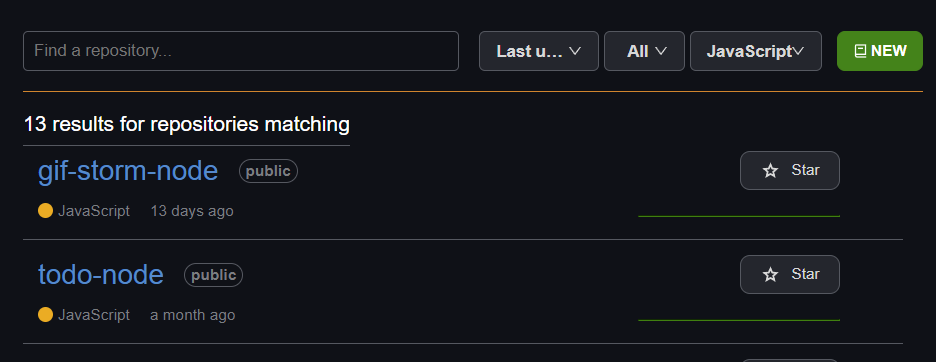 Find a repository...
Last u...
All
JavaScript
NEW
13 results for repositories matching
gif-storm-node public
Star
JavaScript 13 days ago
todo-node public
Star
JavaScript a month ago